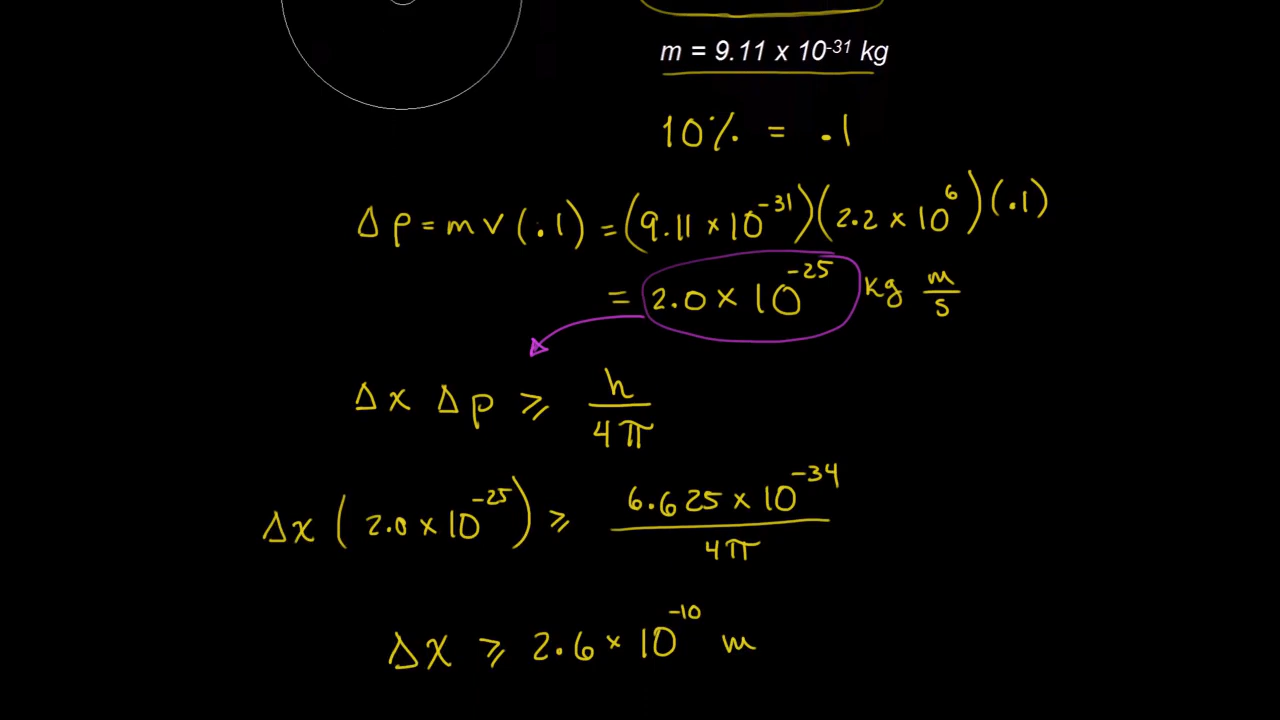 m = 9.11 x 10⁻³¹ kg
10% = .1
Δp = mv(.1) = (9.11 × 10⁻³¹)(2.2 × 10⁶)(.1)
= 2.0 × 10⁻²⁵ kg m/s
Δx Δp ⩾ h/4π
Δx (2.0 × 10⁻²⁵) ⩾ 6.625 × 10⁻³⁴/4π
Δx ⩾ 2.6 × 10⁻¹⁰ m